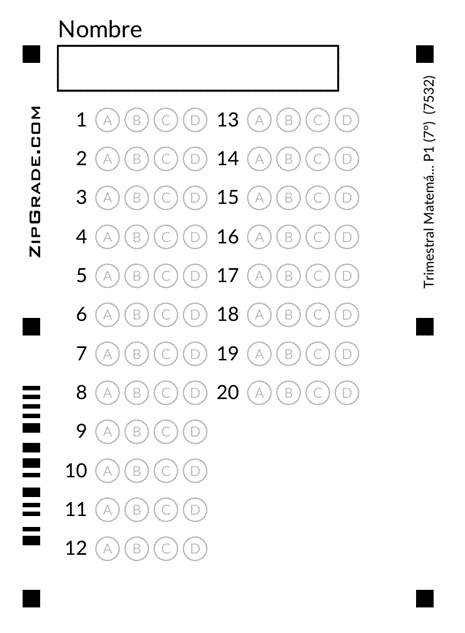 Nombre
1 A B C D 13 A B C D
2 A B C D 14 A B C D
3 A B C D 15 A B C D
4 A B C D 16 A B C D
5 A B C D 17 A B C D
6 A B C D 18 A B C D
7 A B C D 19 A B C D
8 A B C D 20 A B C D
9 A B C D
10 A B C D
11 A B C D
12 A B C D
ZipGrade.com
Trimestral Matemá... P1 (7°) (7532)